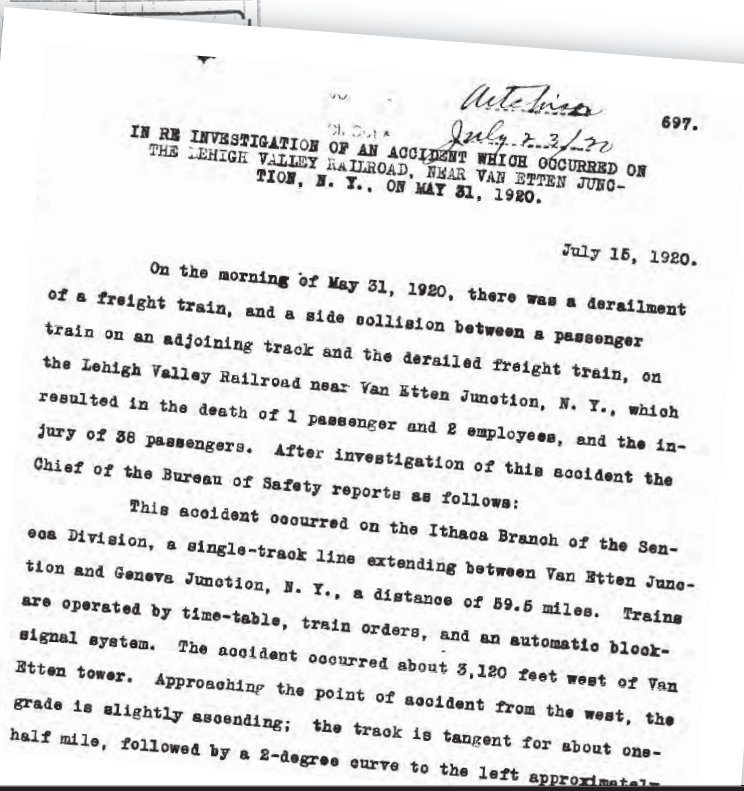 Aitchison
697.
July 23/20
IN RE INVESTIGATION OF AN ACCIDENT WHICH OCCURRED ON
THE LEHIGH VALLEY RAILROAD, NEAR VAN ETTEN JUNC-
TION, N. Y., ON MAY 31, 1920.
July 15, 1920.
On the morning of May 31, 1920, there was a derailment
of a freight train, and a side collision between a passenger
train on an adjoining track and the derailed freight train, on
the Lehigh Valley Railroad near Van Etten Junction, N. Y., which
resulted in the death of 1 passenger and 2 employees, and the in-
jury of 38 passengers. After investigation of this accident the
Chief of the Bureau of Safety reports as follows:
This accident occurred on the Ithaca Branch of the Sen-
eca Division, a single-track line extending between Van Etten Junc-
tion and Geneva Junction, N. Y., a distance of 59.5 miles. Trains
are operated by time-table, train orders, and an automatic block-
signal system. The accident occurred about 3,120 feet west of Van
Etten tower. Approaching the point of accident from the west, the
grade is slightly ascending; the track is tangent for about one-
half mile, followed by a 2-degree curve to the left approximately